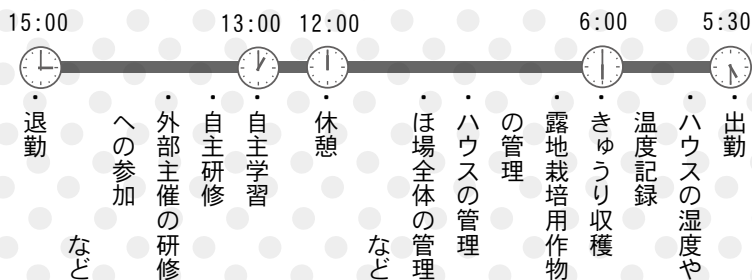 5:30
・出勤
・ハウスの湿度や
温度記録
6:00
・きゅうり収穫
・露地栽培用作物
の管理
・ハウスの管理
・ほ場全体の管理
など
12:00
・休憩
13:00
・自主学習
・自主研修
・外部主催の研修
への参加
など
15:00
・退勤